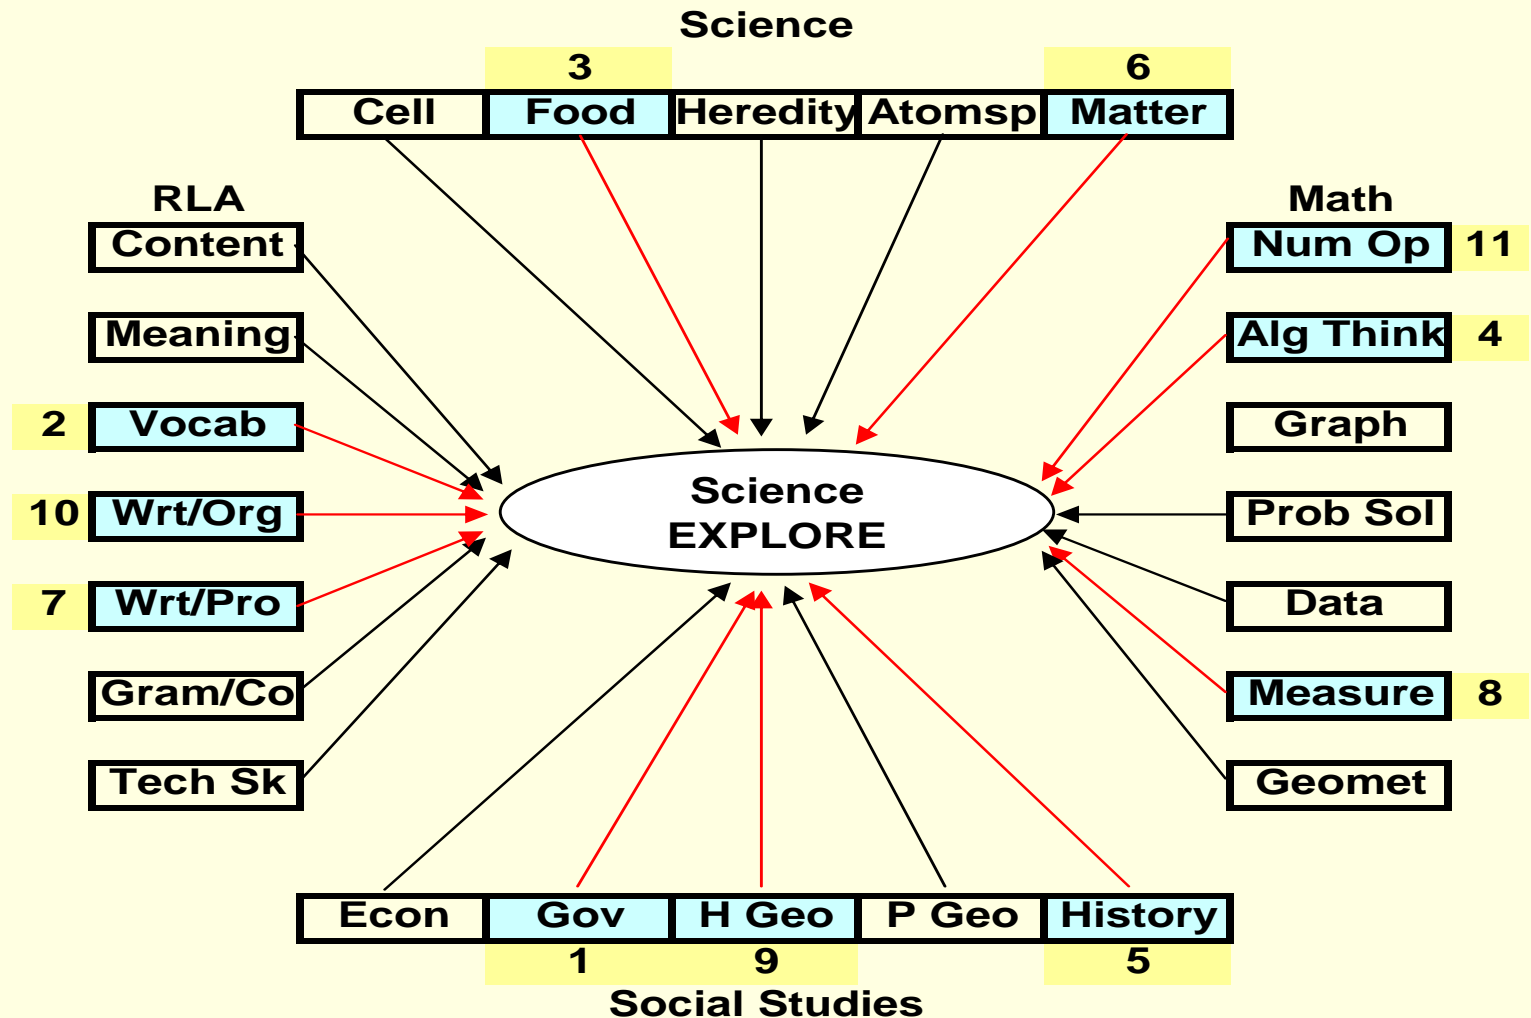 Science
3 6
Cell Food Heredity Atomsp Matter
RLA
Content
Meaning
2 Vocab
10 Wrt/Org
7 Wrt/Pro
Gram/Co
Tech Sk
Science
EXPLORE
Math
Num Op 11
Alg Think 4
Graph
Prob Sol
Data
Measure 8
Geomet
Econ Gov H Geo P Geo History
1 9 5
Social Studies